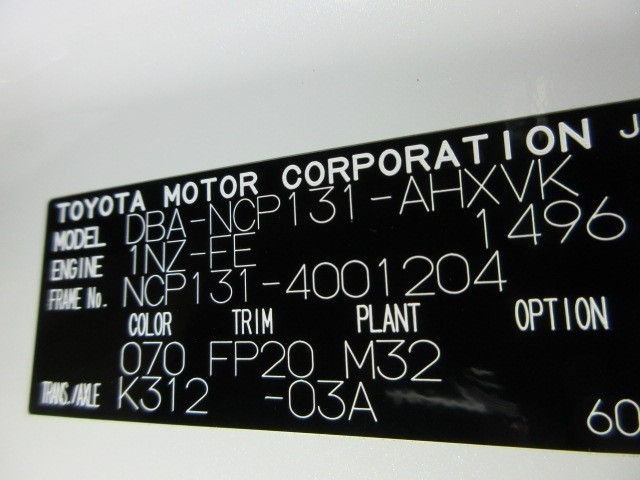 TOYOTA MOTOR CORPORATION J
MODEL DBA-NCP131-AHXVK
ENGINE 1NZ-FE 1496
FRAME No. NCP131-4001204
COLOR TRIM PLANT OPTION
070 FP20 M32
TRANS./AXLE K312 -03A
60